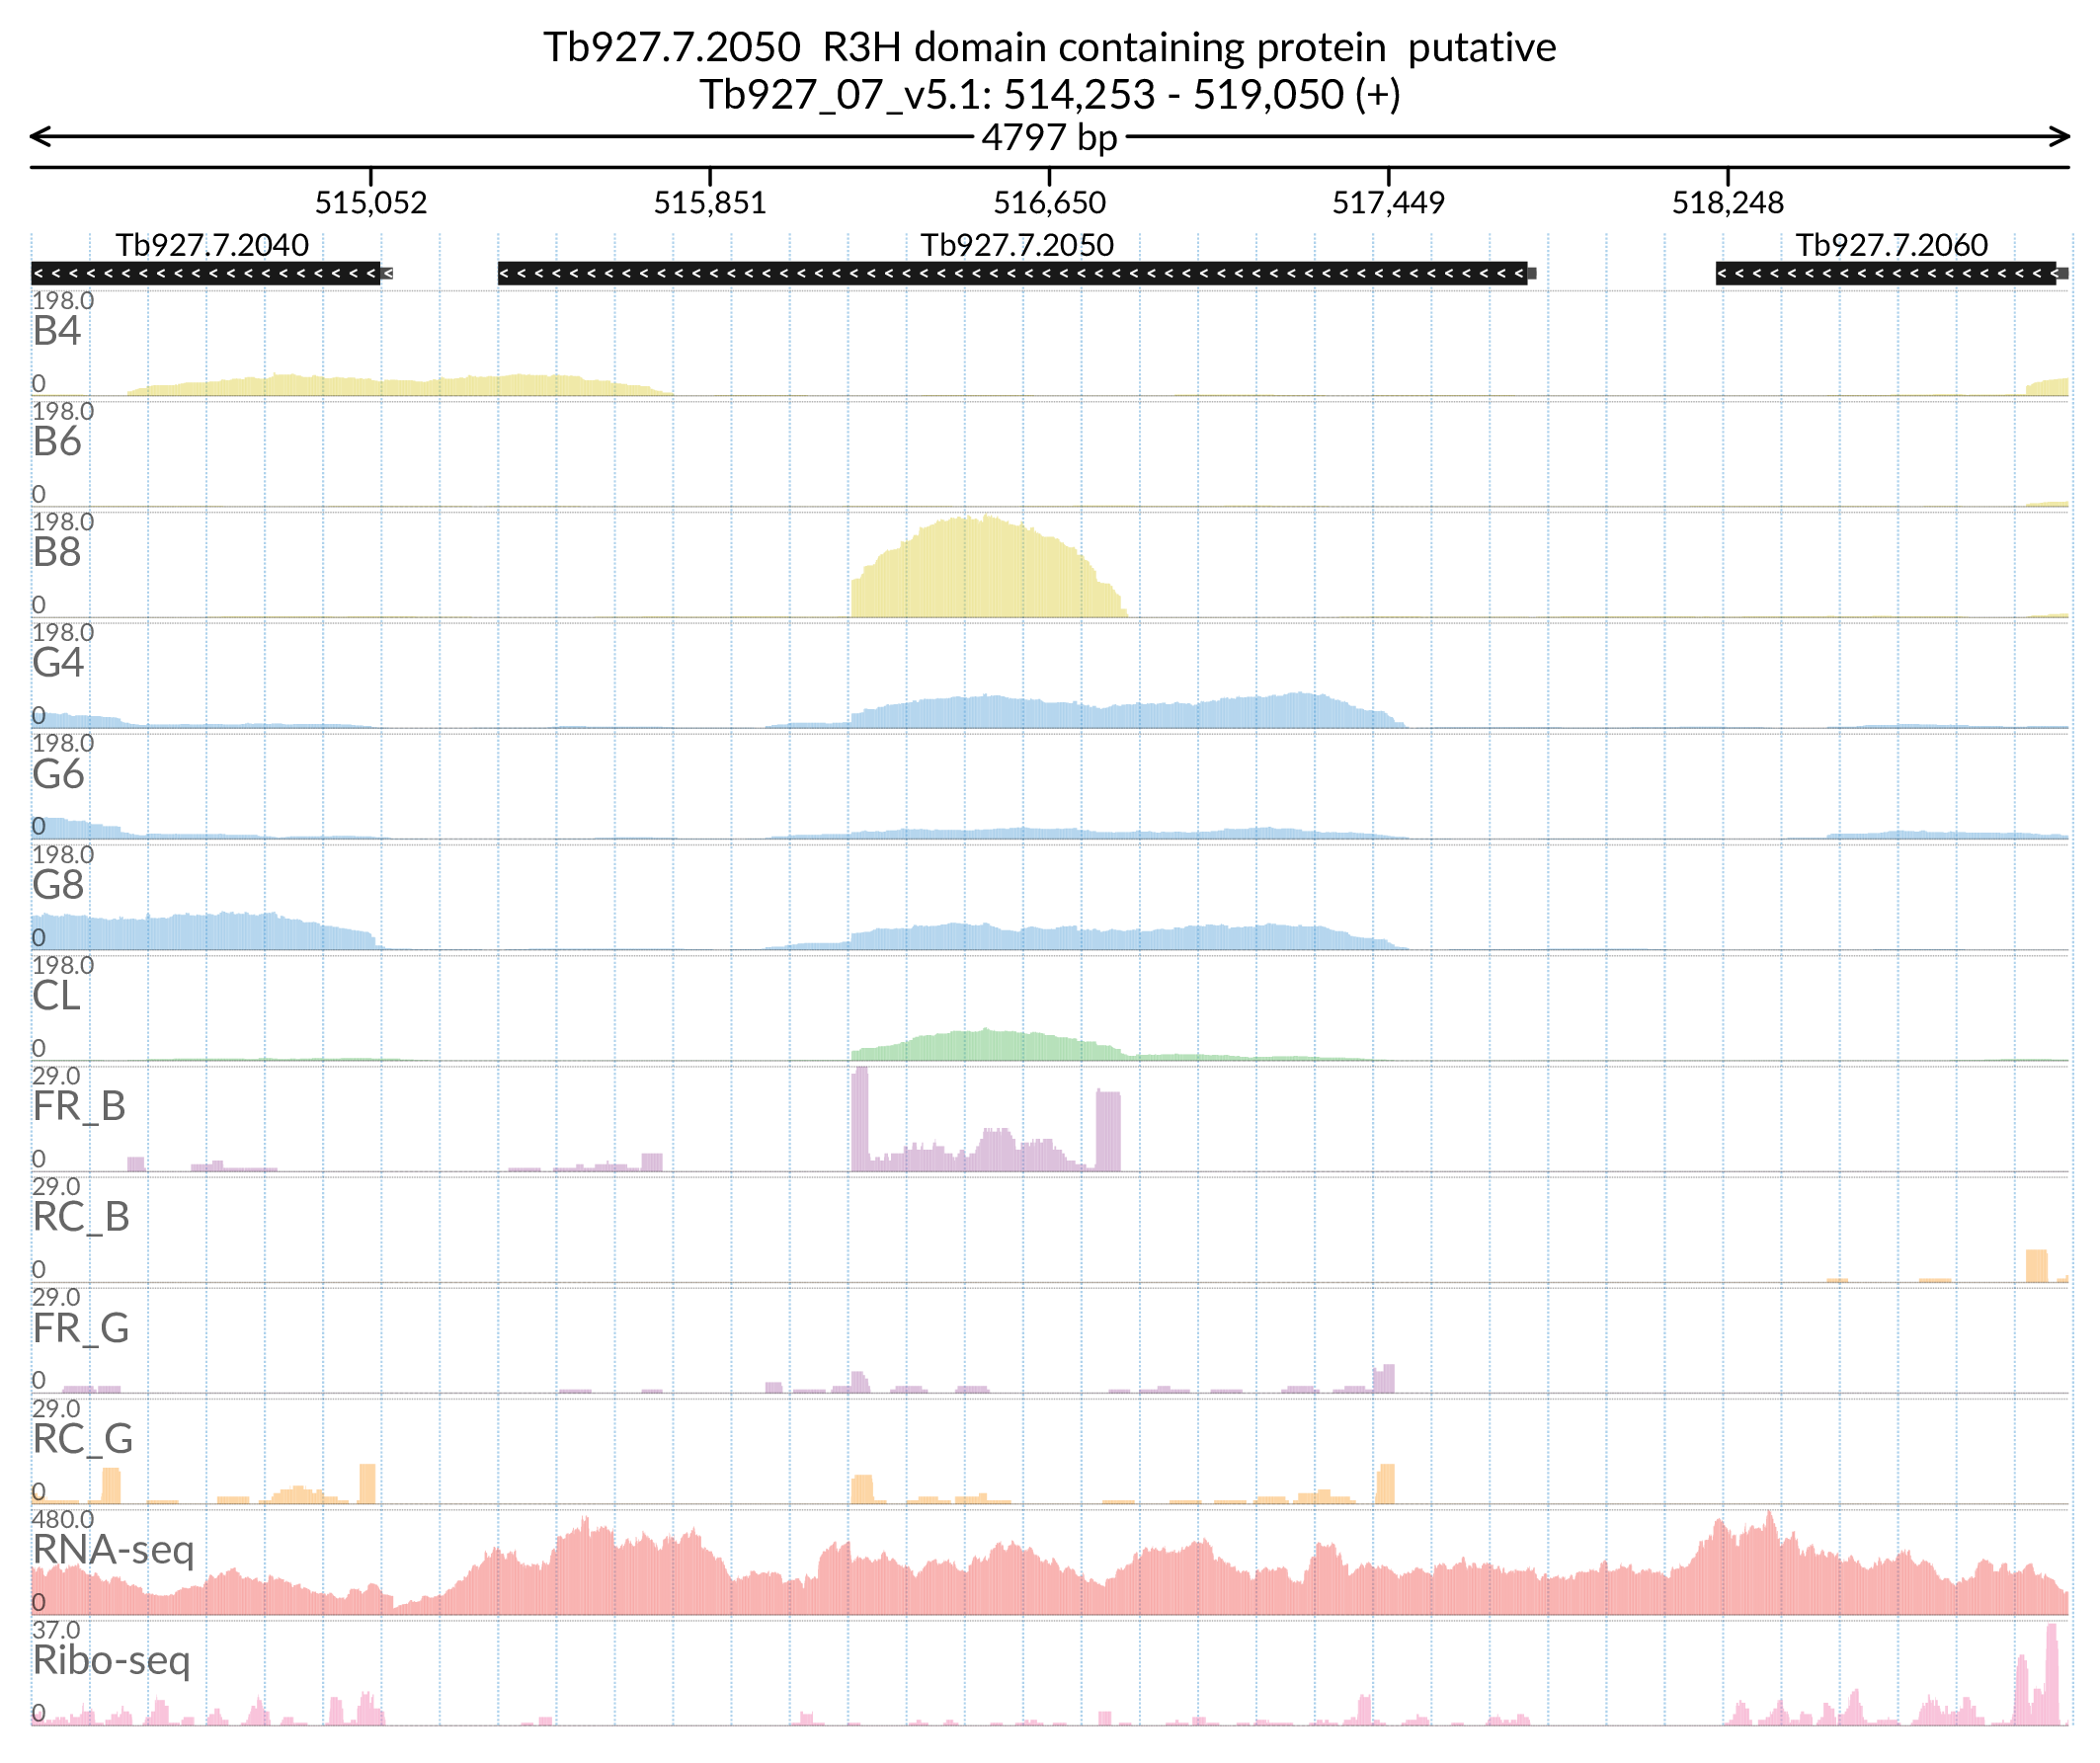 Tb927.7.2050 R3H domain containing protein putative
Tb927_07_v5.1: 514,253 - 519,050 (+)
4797 bp
515,052 515,851 516,650 517,449 518,248
Tb927.7.2040 Tb927.7.2050 Tb927.7.2060
198.0
B4
0
198.0
B6
0
198.0
B8
0
198.0
G4
0
198.0
G6
0
198.0
G8
0
198.0
CL
0
29.0
FR_B
0
29.0
RC_B
0
29.0
FR_G
0
29.0
RC_G
0
480.0
RNA-seq
0
37.0
Ribo-seq
0